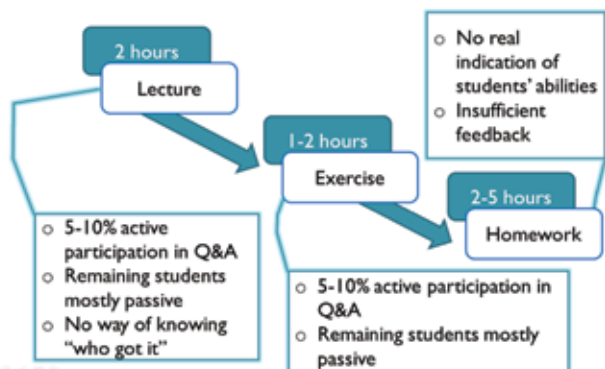 2 hours
Lecture
○ No real
indication of
students' abilities
○ Insufficient
feedback
1-2 hours
Exercise
2-5 hours
Homework
○ 5-10% active
participation in Q&A
○ Remaining students
mostly passive
○ No way of knowing
"who got it"
○ 5-10% active participation in
Q&A
○ Remaining students mostly
passive